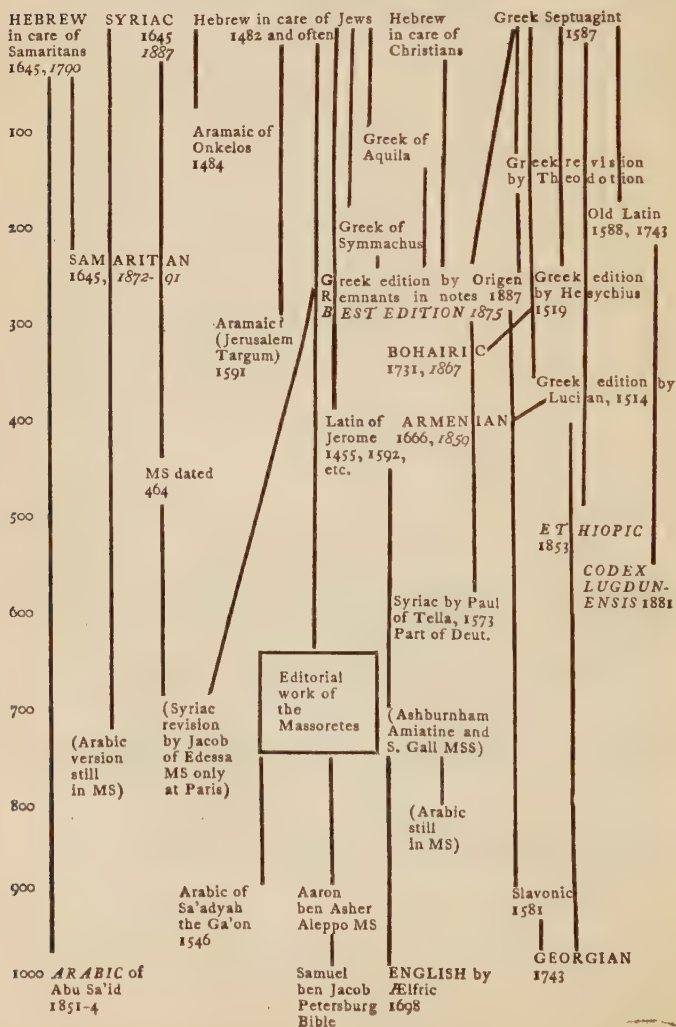 HEBREW
in care of
Samaritans
1645, 1790
SYRIAC
1645
1887
Hebrew in care of Jews
1482 and often
Hebrew
in care of
Christians
Greek Septuagint
1587
100
Aramaic of
Onkelos
1484
Greek of
Aquila
Greek revision
by Theodotion
200
Old Latin
1588, 1743
Greek of
Symmachus
SAMARITAN
1645, 1872-91
Greek edition by Origen
Remnants in notes 1887
BEST EDITION 1875
Greek edition
by Hesychius
1519
300
Aramaic
(Jerusalem
Targum)
1591
BOHAIRIC
1731, 1867
Greek edition by
Lucian, 1514
400
Latin of
Jerome
1455, 1592,
etc.
ARMENIAN
1666, 1859
MS dated
464
500
ETHIOPIC
1853
CODEX
LUGDUN-
ENSIS 1881
600
Syriac by Paul
of Tella, 1573
Part of Deut.
Editorial
work of
the
Massoretes
700
(Arabic
version
still
in MS)
(Syriac
revision
by Jacob
of Edessa
MS only
at Paris)
(Ashburnham
Amiatine and
S. Gall MSS)
800
(Arabic
still
in MS)
900
Arabic of
Sa'adyah
the Ga'on
1546
Aaron
ben Asher
Aleppo MS
Slavonic
1581
1000
ARABIC of
Abu Sa'id
1851-4
Samuel
ben Jacob
Petersburg
Bible
ENGLISH by
Ælfric
1698
GEORGIAN
1743